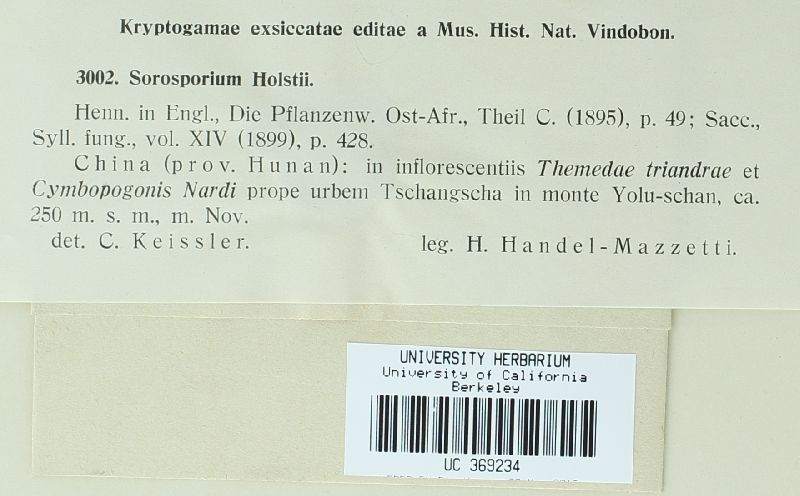 Kryptogamae exsiccatae editae a Mus. Hist. Nat. Vindobon.
3002. Sorosporium Holstii.
Henn. in Engl., Die Pflanzenw. Ost-Afr., Theil C. (1895), p. 49; Sacc.,
Syll. fung., vol. XIV (1899), p. 428.
China (prov. Hunan): in inflorescentiis Themedae triandrae et
Cymbopogonis Nardi prope urbem Tschangscha in monte Yolu-schan, ca.
250 m. s. m., m. Nov.
det. C. Keissler. leg. H. Handel-Mazzetti.
UNIVERSITY HERBARIUM
University of California
Berkeley
UC 369234